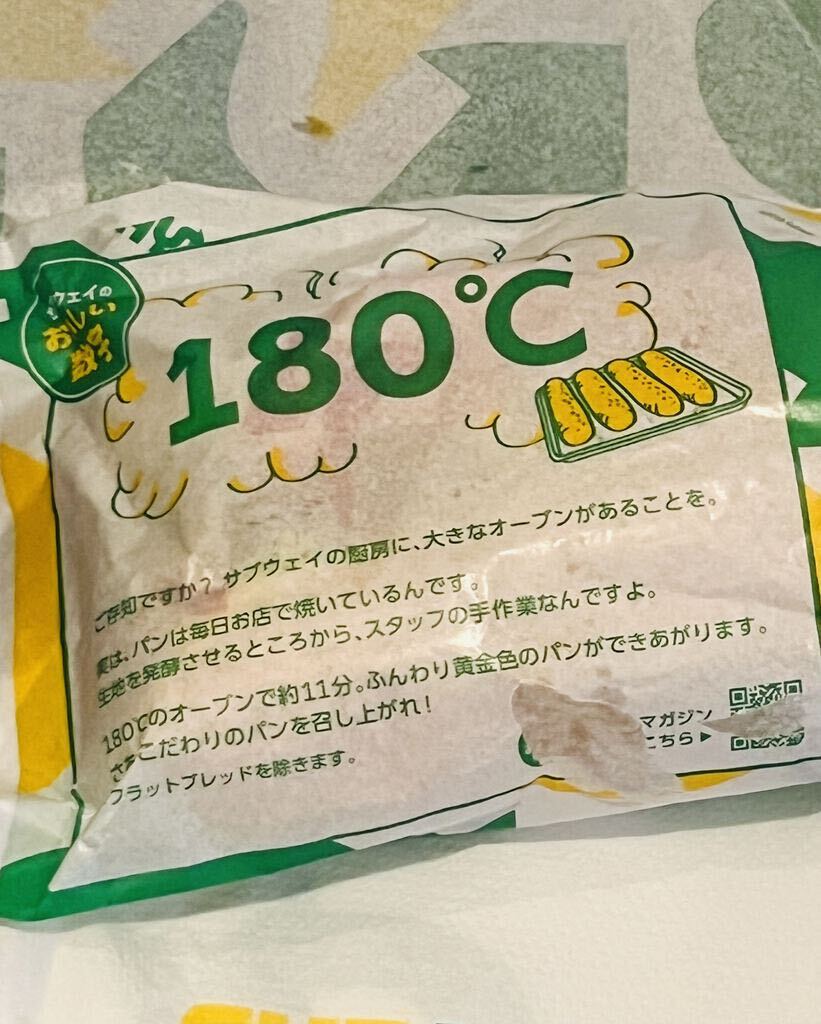 ウェイの
おいしい
数字
180℃
ご存知ですか？ サブウェイの厨房に、大きなオーブンがあることを。
実は、パンは毎日お店で焼いているんです。
生地を発酵させるところから、スタッフの手作業なんですよ。
180℃のオーブンで約11分。ふんわり黄金色のパンができあがります。
こだわりのパンを召し上がれ！
フラットブレッドを除きます。
マガジン
こちら▶